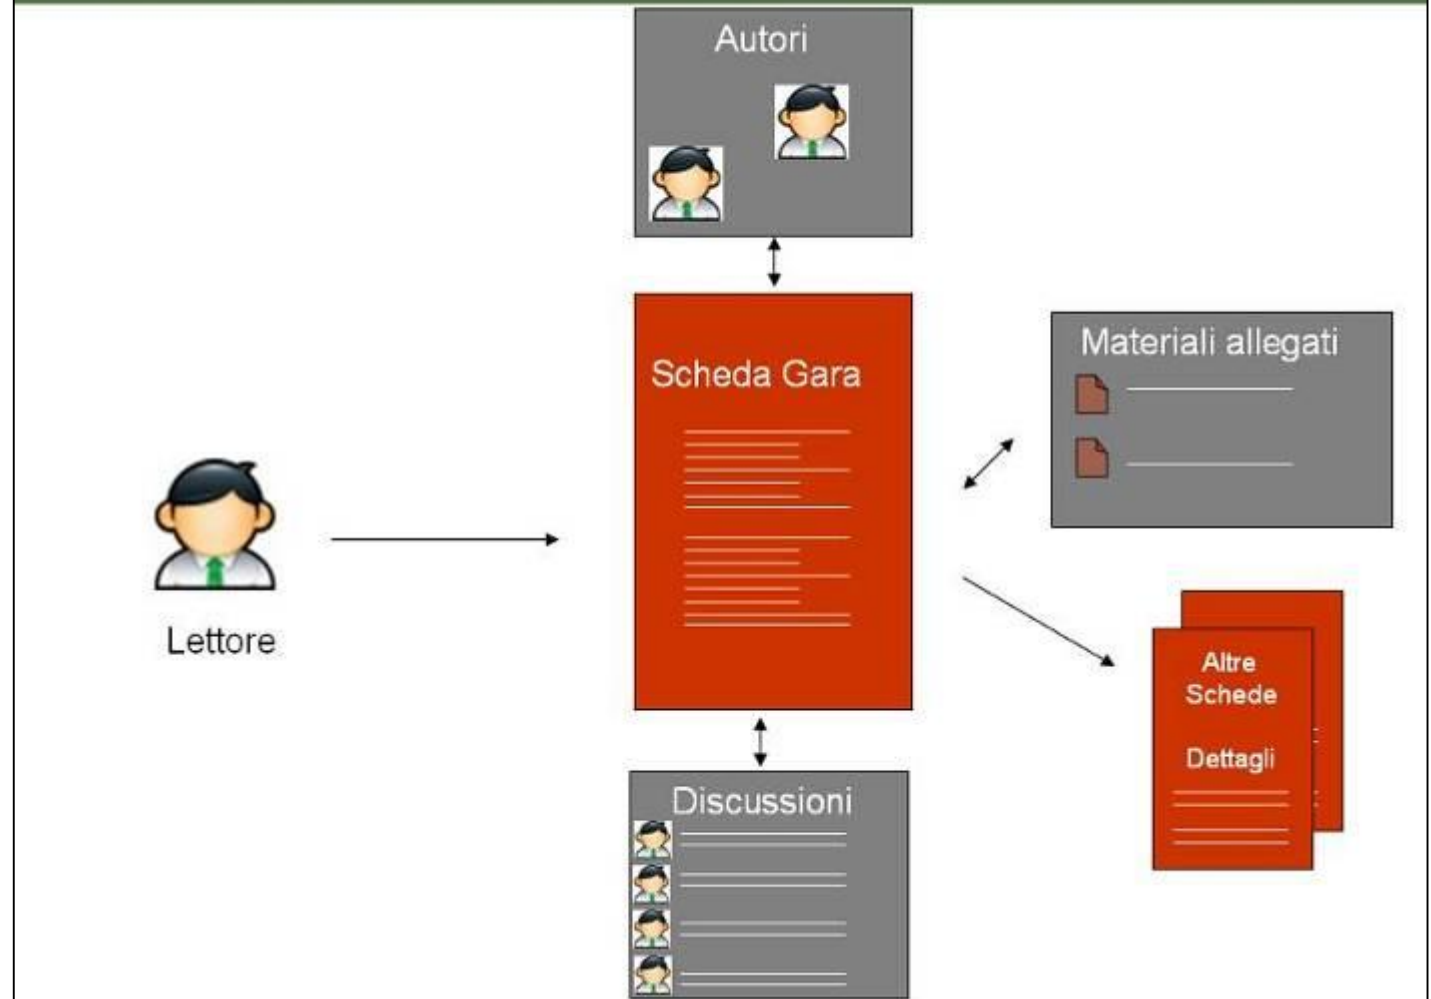 Autori
Scheda Gara
Materiali allegati
Lettore
Altre
Schede
Dettagli
Discussioni